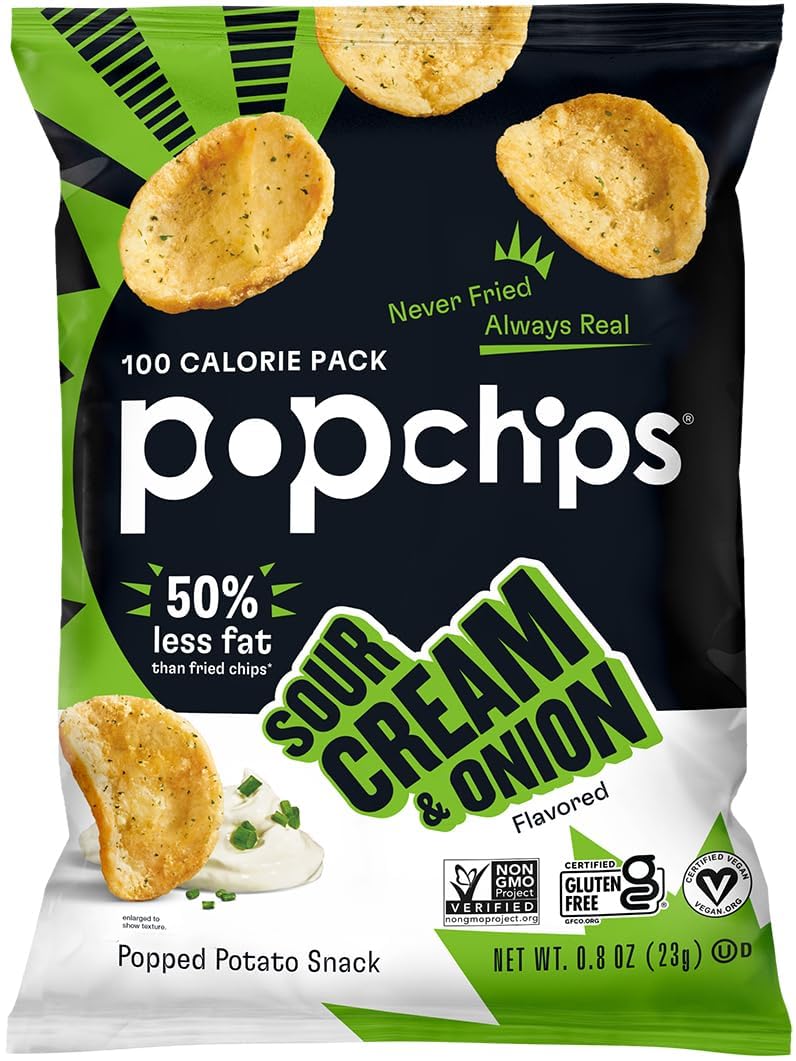 Never Fried
Always Real
100 CALORIE PACK
popchips®
50%
less fat
than fried chips*
SOUR
CREAM
& ONION
Flavored
NON
GMO
Project
VERIFIED
nongmoproject.org
CERTIFIED
GLUTEN
FREE
GFCO.ORG
CERTIFIED VEGAN
VEGAN.ORG
enlarged to
show texture.
Popped Potato Snack
NET WT. 0.8 OZ (23g) Ⓤ D